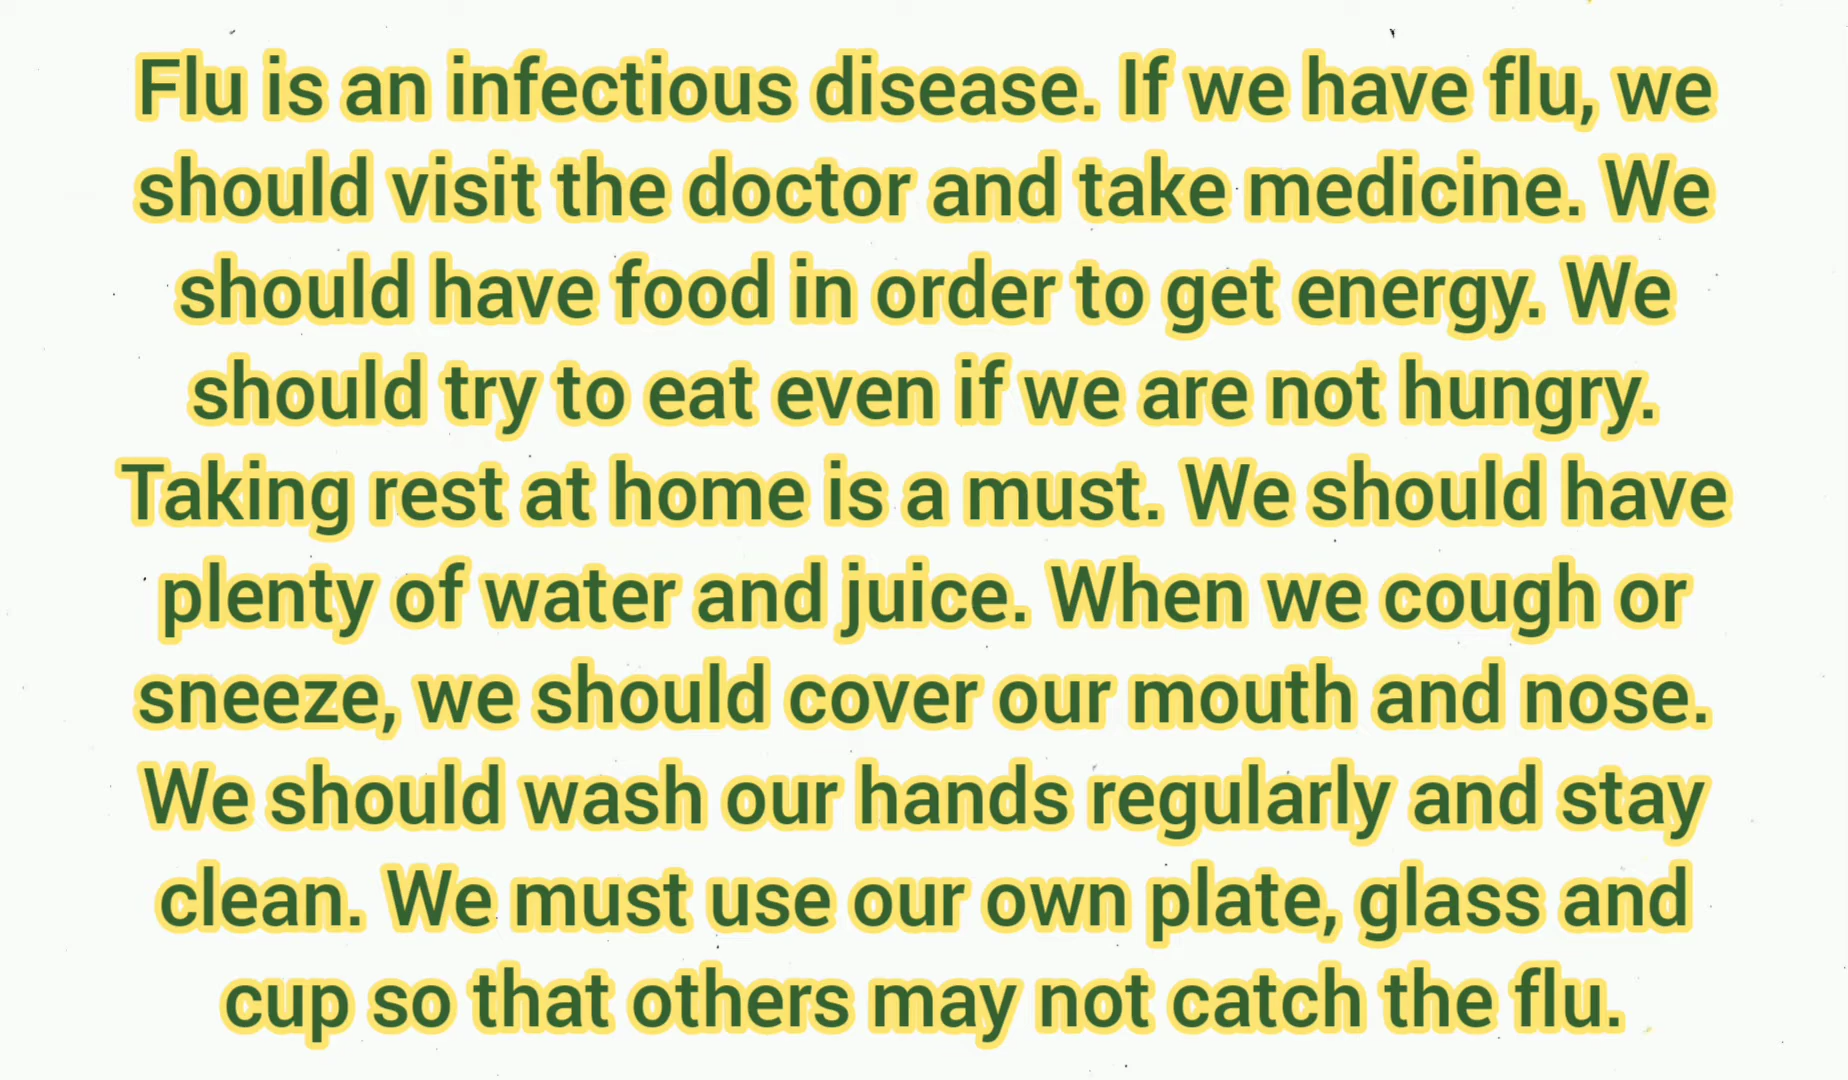 Flu is an infectious disease. If we have flu, we
should visit the doctor and take medicine. We
should have food in order to get energy. We
should try to eat even if we are not hungry.
Taking rest at home is a must. We should have
plenty of water and juice. When we cough or
sneeze, we should cover our mouth and nose.
We should wash our hands regularly and stay
clean. We must use our own plate, glass and
cup so that others may not catch the flu.